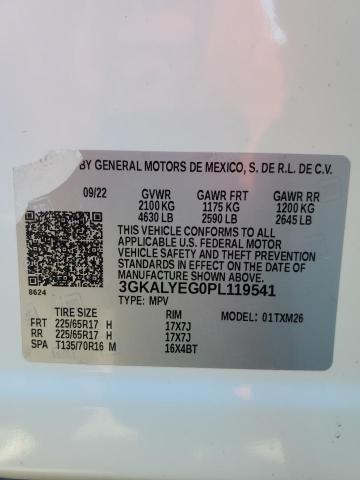 BY GENERAL MOTORS DE MEXICO, S. DE R.L. DE C.V.
09/22 GVWR GAWR FRT GAWR RR
2100 KG 1175 KG 1200 KG
4630 LB 2590 LB 2645 LB
THIS VEHICLE CONFORMS TO ALL
APPLICABLE U.S. FEDERAL MOTOR
VEHICLE SAFETY AND THEFT PREVENTION
STANDARDS IN EFFECT ON THE DATE OF
MANUFACTURE SHOWN ABOVE.
3GKALYEG0PL119541
8624 TYPE: MPV
TIRE SIZE RIM MODEL: 01TXM26
FRT 225/65R17 H 17X7J
RR 225/65R17 H 17X7J
SPA T135/70R16 M 16X4BT